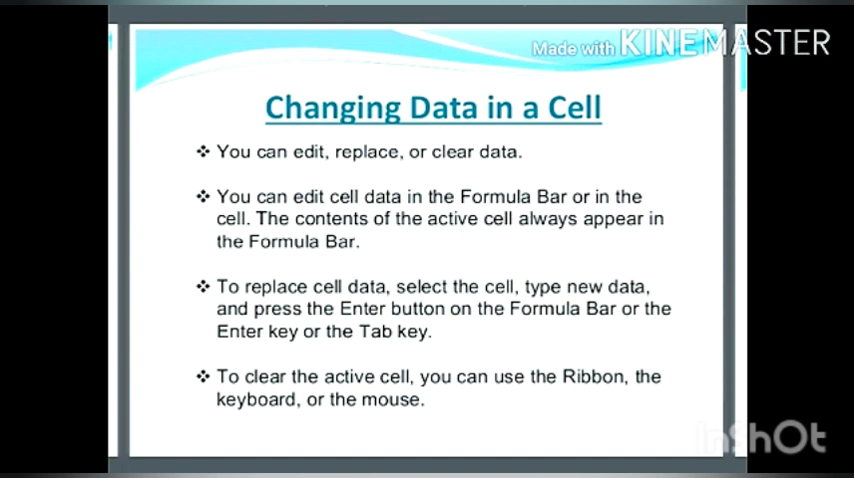 Made with KINEMASTER
Changing Data in a Cell
❖ You can edit, replace, or clear data.
❖ You can edit cell data in the Formula Bar or in the
cell. The contents of the active cell always appear in
the Formula Bar.
❖ To replace cell data, select the cell, type new data,
and press the Enter button on the Formula Bar or the
Enter key or the Tab key.
❖ To clear the active cell, you can use the Ribbon, the
keyboard, or the mouse.
InShOt